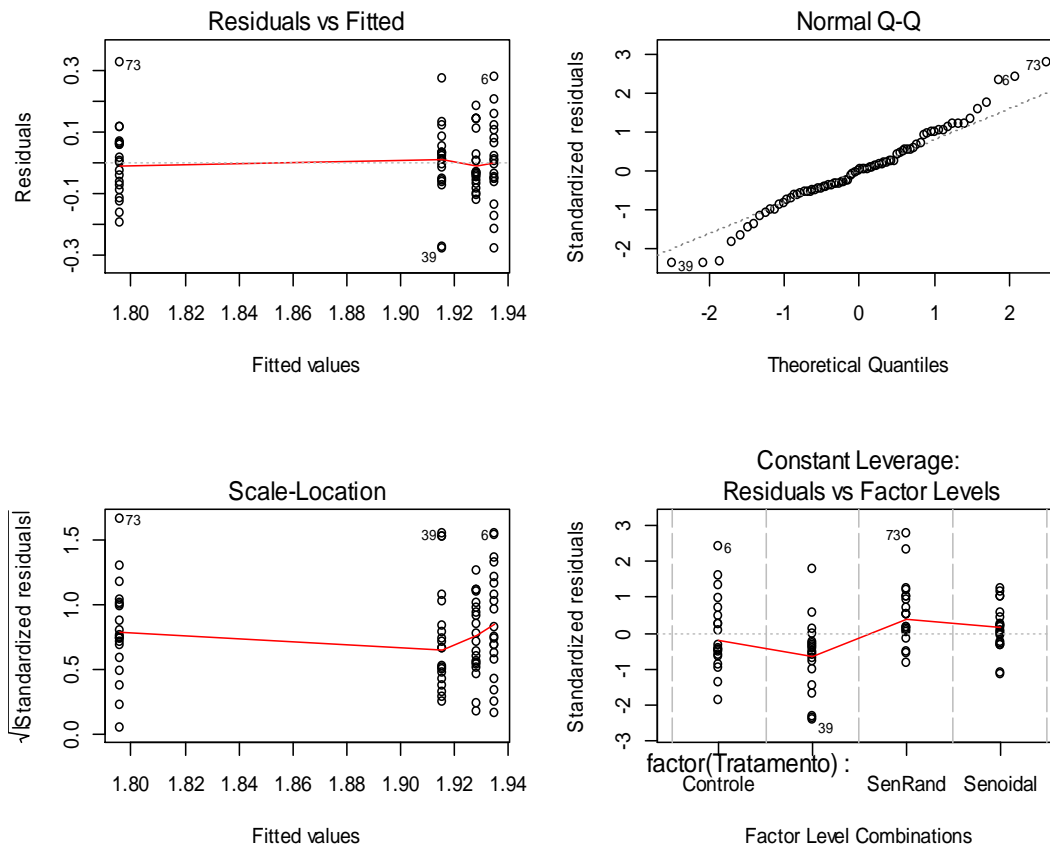 Residuals vs Fitted
Residuals
0.3
0.1
-0.1
-0.3
73
6
39
1.80 1.82 1.84 1.86 1.88 1.90 1.92 1.94
Fitted values
Normal Q-Q
Standardized residuals
3
2
1
0
-1
-2
73
6
39
-2 -1 0 1 2
Theoretical Quantiles
Scale-Location
√|Standardized residuals|
1.5
1.0
0.5
0.0
73
39
6
1.80 1.82 1.84 1.86 1.88 1.90 1.92 1.94
Fitted values
Constant Leverage:
Residuals vs Factor Levels
Standardized residuals
3
2
1
0
-1
-2
-3
6
73
39
factor(Tratamento) :
Controle SenRand Senoidal
Factor Level Combinations